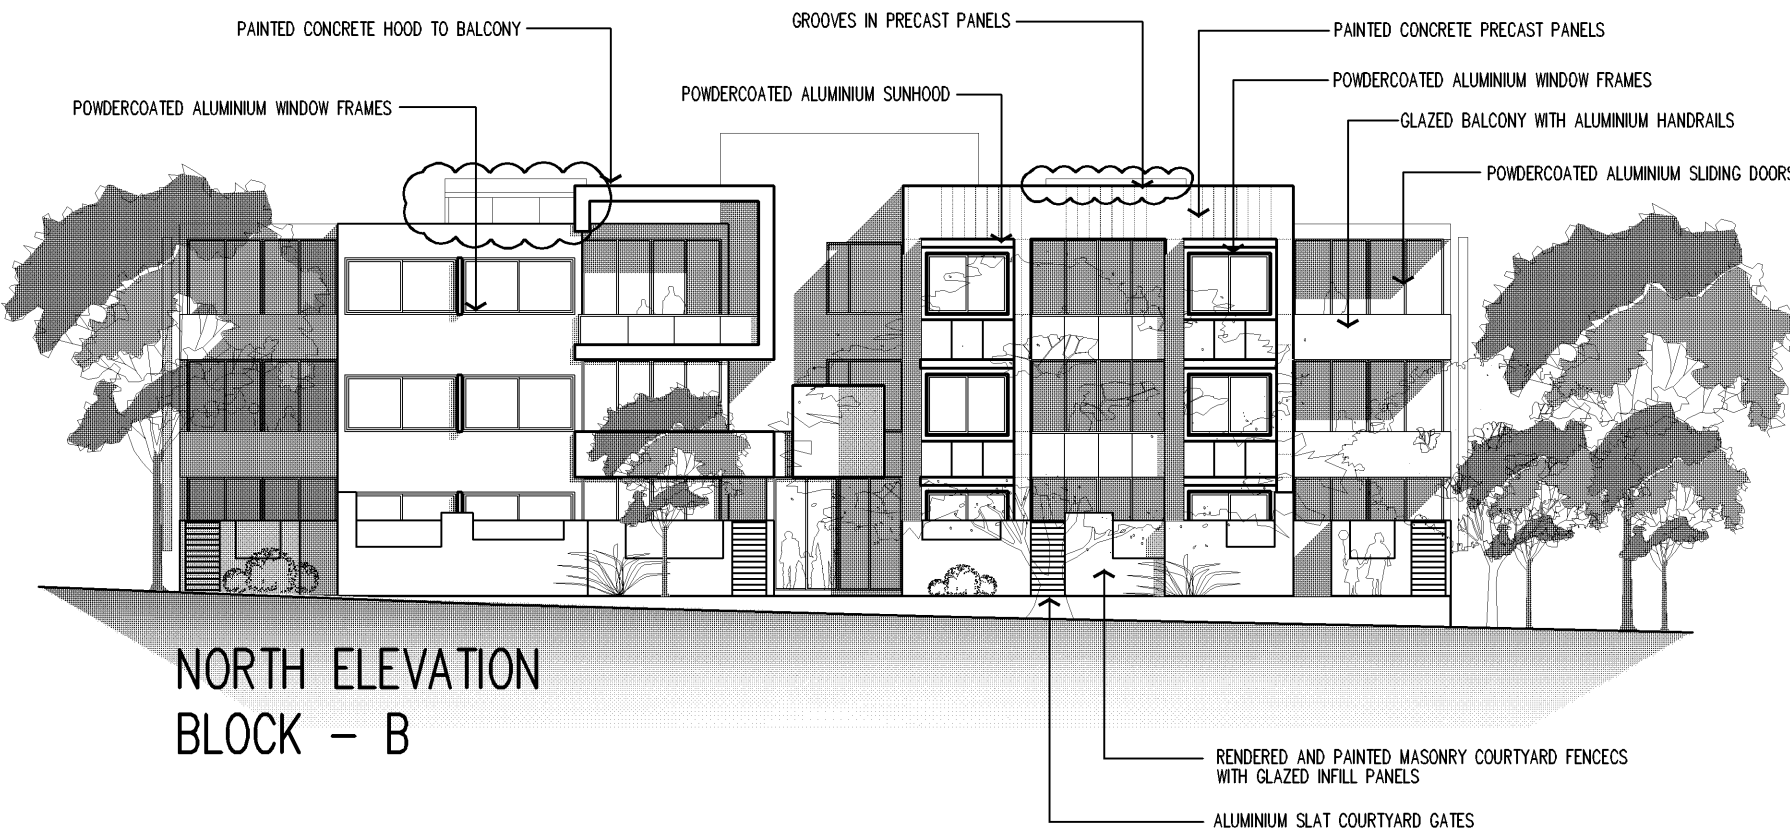 PAINTED CONCRETE HOOD TO BALCONY
GROOVES IN PRECAST PANELS
PAINTED CONCRETE PRECAST PANELS
POWDERCOATED ALUMINIUM WINDOW FRAMES
POWDERCOATED ALUMINIUM SUNHOOD
POWDERCOATED ALUMINIUM WINDOW FRAMES
GLAZED BALCONY WITH ALUMINIUM HANDRAILS
POWDERCOATED ALUMINIUM SLIDING DOORS
NORTH ELEVATION
BLOCK - B
RENDERED AND PAINTED MASONRY COURTYARD FENCECS
WITH GLAZED INFILL PANELS
ALUMINIUM SLAT COURTYARD GATES